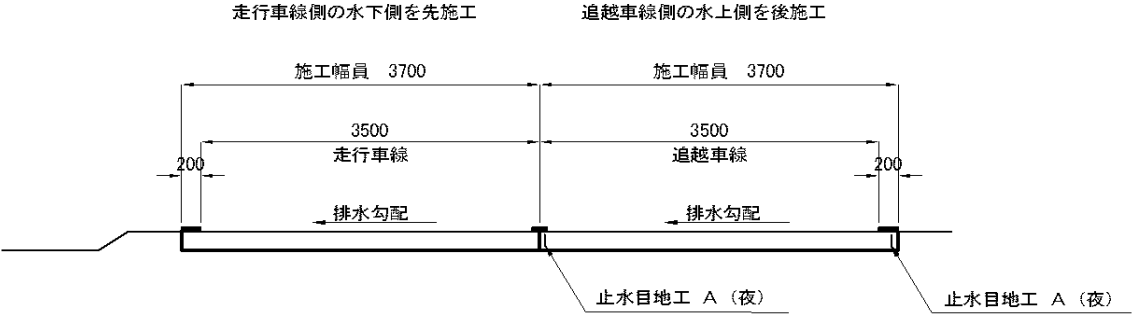 走行車線側の水下側を先施工
追越車線側の水上側を後施工
施工幅員 3700
施工幅員 3700
3500
3500
200
走行車線
追越車線
200
排水勾配
排水勾配
止水目地工 A (夜)
止水目地工 A (夜)